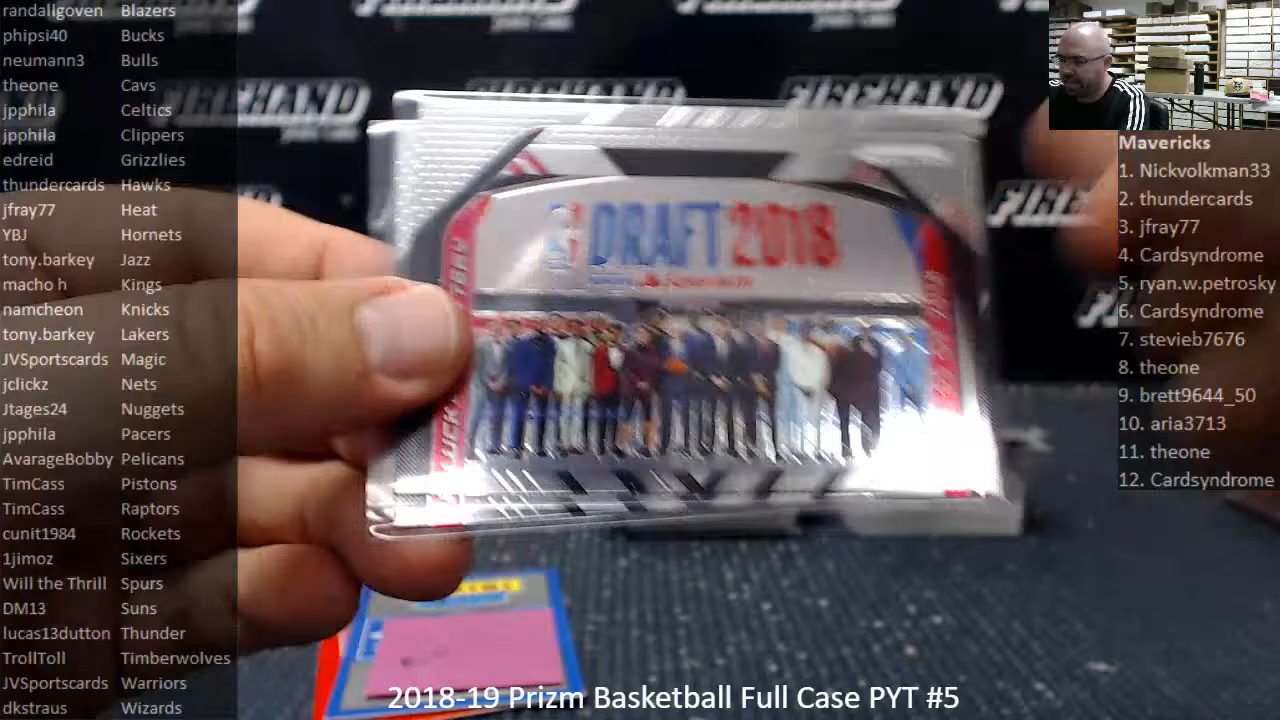 randallgoven Blazers
phipsi40 Bucks
neumann3 Bulls
theone Cavs
jpphila Celtics
jpphila Clippers
edreid Grizzlies
thundercards Hawks
jfray77 Heat
YBJ Hornets
tony.barkey Jazz
macho h Kings
namcheon Knicks
tony.barkey Lakers
JVSportscards Magic
jclickz Nets
Jtages24 Nuggets
jpphila Pacers
AvarageBobby Pelicans
TimCass Pistons
TimCass Raptors
cunit1984 Rockets
1jimoz Sixers
Will the Thrill Spurs
DM13 Suns
lucas13dutton Thunder
TrollToll Timberwolves
JVSportscards Warriors
dkstraus Wizards
FIREHAND
FIREHAND
FIRE
DRAFT 2018
Mavericks
1. Nickvolkman33
2. thundercards
3. jfray77
4. Cardsyndrome
5. ryan.w.petrosky
6. Cardsyndrome
7. stevieb7676
8. theone
9. brett9644_50
10. aria3713
11. theone
12. Cardsyndrome
2018-19 Prizm Basketball Full Case PYT #5